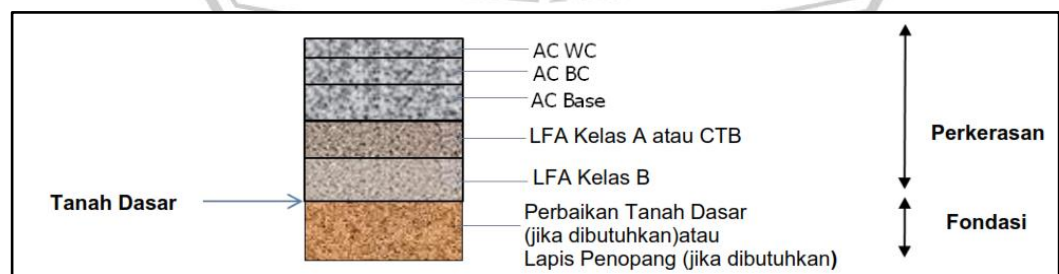 AC WC
AC BC
AC Base
LFA Kelas A atau CTB
Perkerasan
LFA Kelas B
Tanah Dasar
Perbaikan Tanah Dasar
(jika dibutuhkan)atau
Lapis Penopang (jika dibutuhkan)
Fondasi